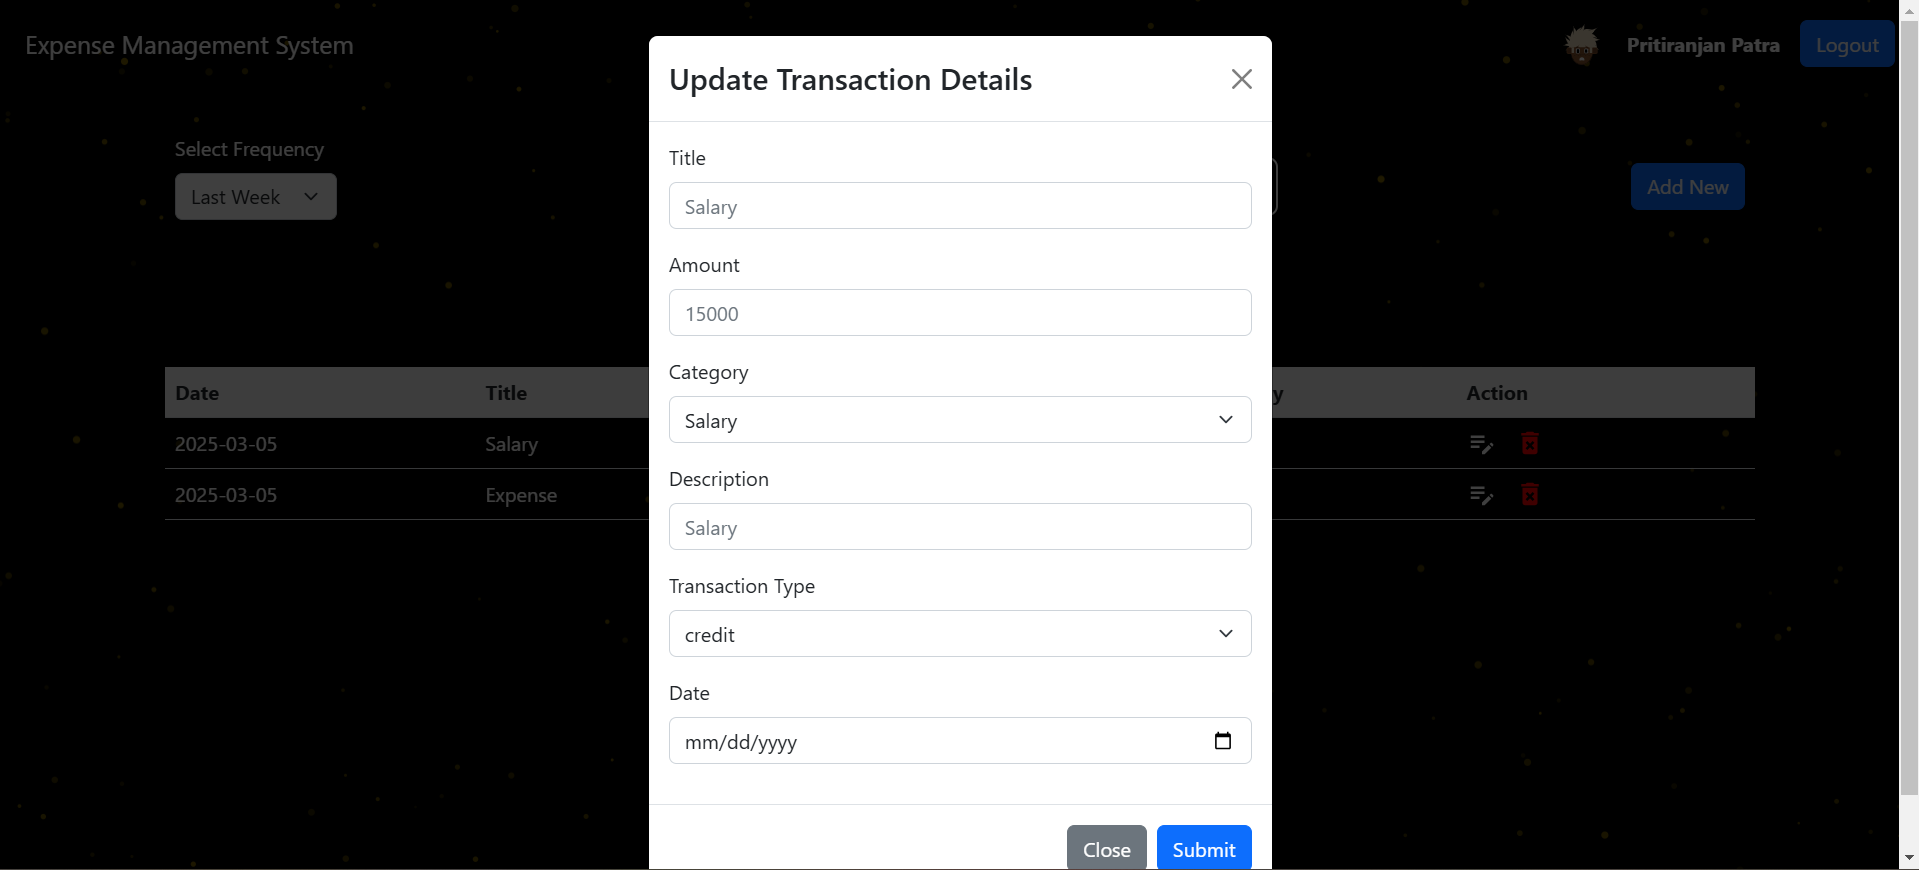 Expense Management System
Pritiranjan Patra
Logout
Select Frequency
Last Week
Add New
Date Title y Action
2025-03-05 Salary
2025-03-05 Expense
Update Transaction Details
Title
Salary
Amount
15000
Category
Salary
Description
Salary
Transaction Type
credit
Date
mm/dd/yyyy
Close Submit